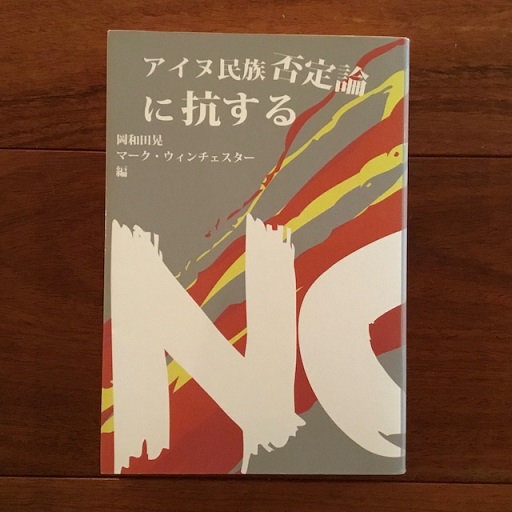 アイヌ民族否定論
に抗する
岡和田晃
マーク・ウィンチェスター
編
NO